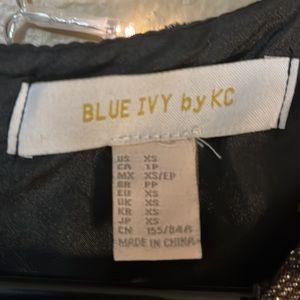 BLUE IVY by KC
US XS
CA 1P
MX XS/EP
BR PP
EU XS
UK XS
KR XS
JP XS
CN 155/84A
MADE IN CHINA